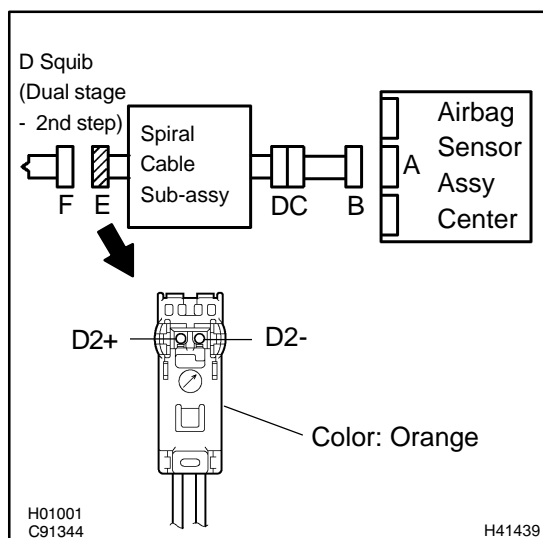 D Squib
(Dual stage
- 2nd step)
Spiral
Cable
Sub-assy
Airbag
Sensor
Assy
Center
A
F
E
DC
B
D2+
D2-
Color: Orange
H01001
C91344
H41439